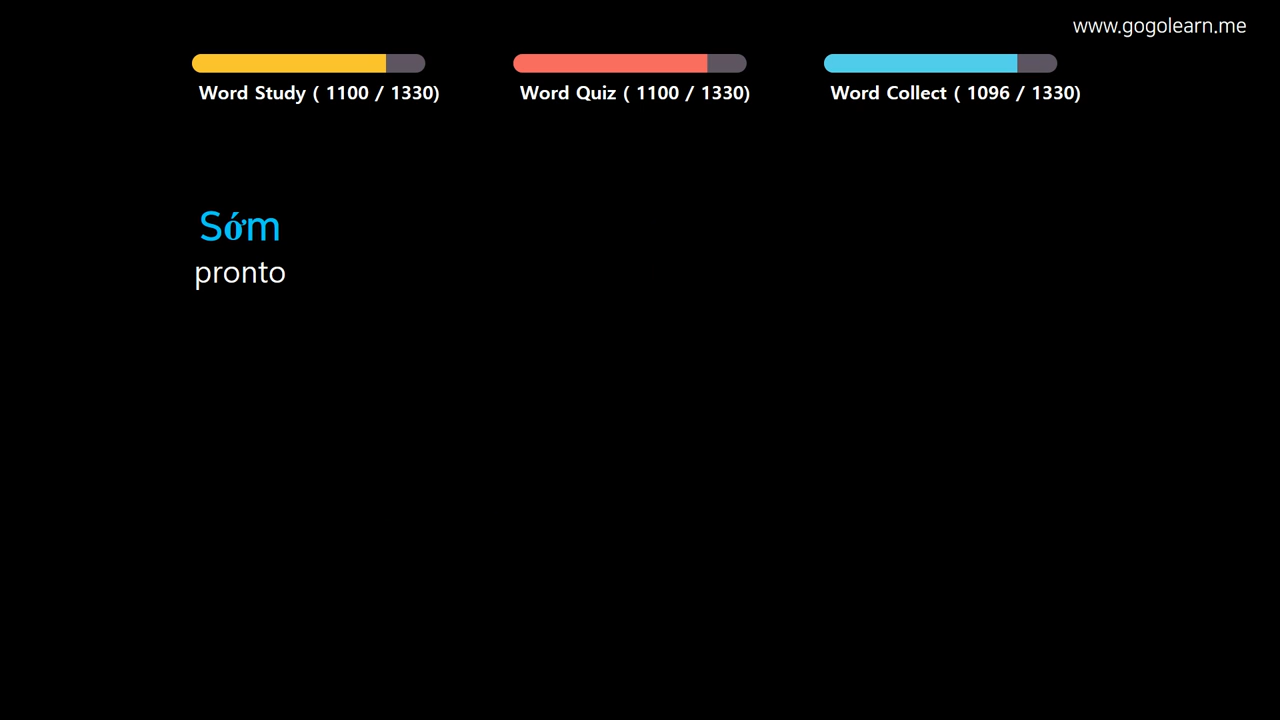 www.gogolearn.me
Word Study ( 1100 / 1330)
Word Quiz ( 1100 / 1330)
Word Collect ( 1096 / 1330)
Sớm
pronto